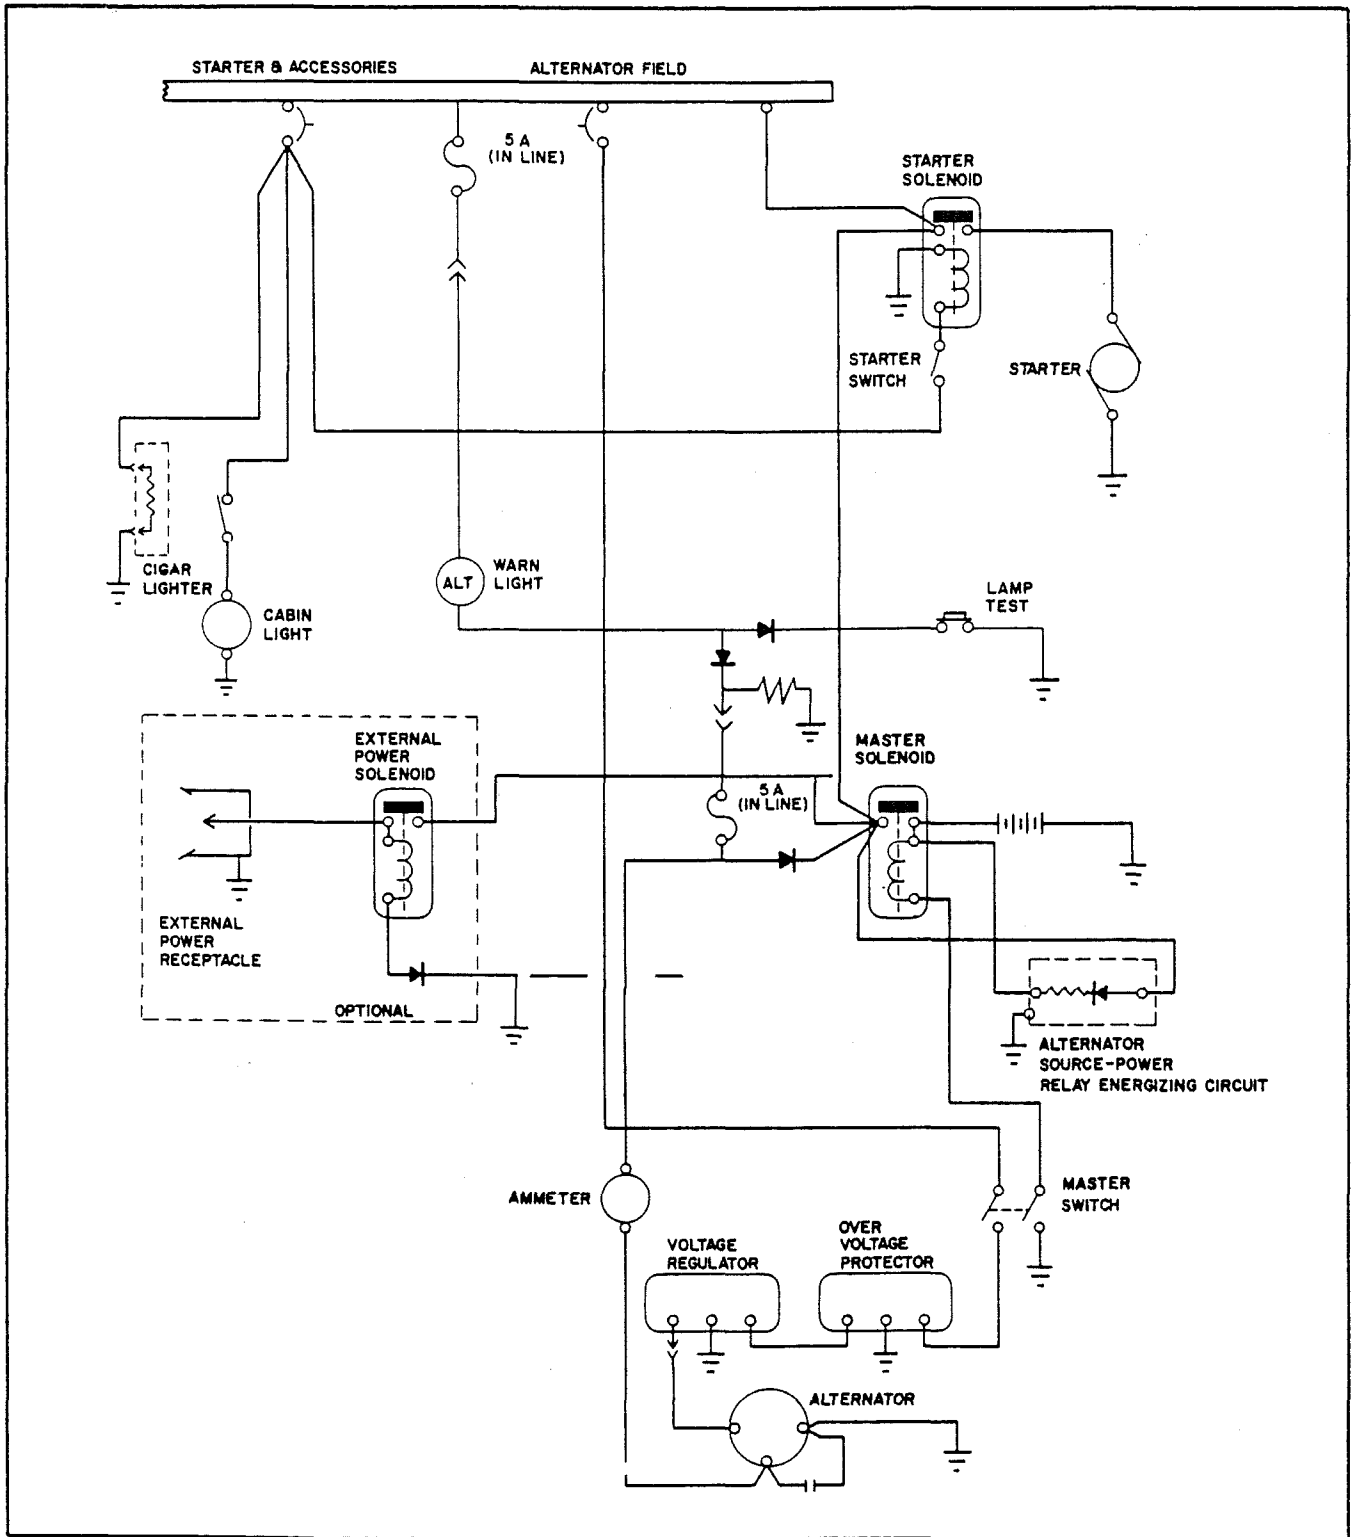 STARTER & ACCESSORIES
ALTERNATOR FIELD
5 A
(IN LINE)
STARTER
SOLENOID
STARTER
SWITCH
STARTER
CIGAR
LIGHTER
CABIN
LIGHT
ALT
WARN
LIGHT
LAMP
TEST
EXTERNAL
POWER
SOLENOID
MASTER
SOLENOID
5 A
(IN LINE)
EXTERNAL
POWER
RECEPTACLE
OPTIONAL
ALTERNATOR
SOURCE-POWER
RELAY ENERGIZING CIRCUIT
AMMETER
MASTER
SWITCH
VOLTAGE
REGULATOR
OVER
VOLTAGE
PROTECTOR
ALTERNATOR